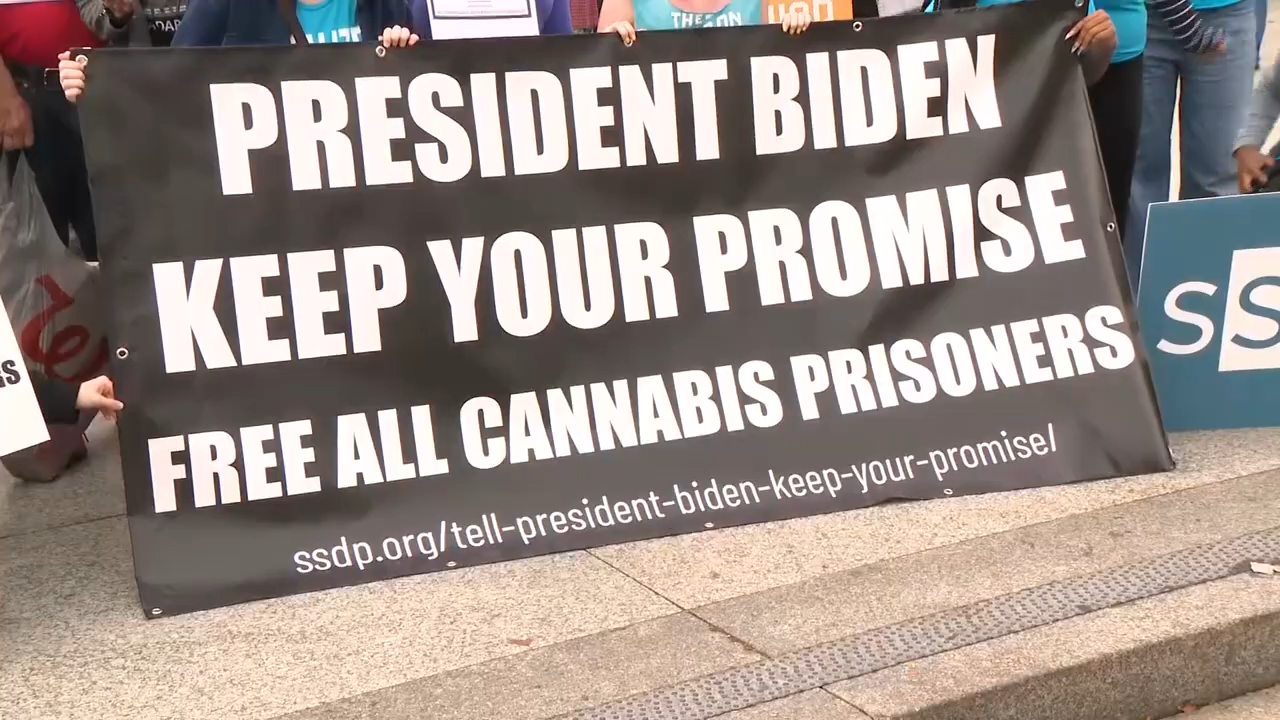 PRESIDENT BIDEN
KEEP YOUR PROMISE
FREE ALL CANNABIS PRISONERS
ssdp.org/tell-president-biden-keep-your-promise/
SS